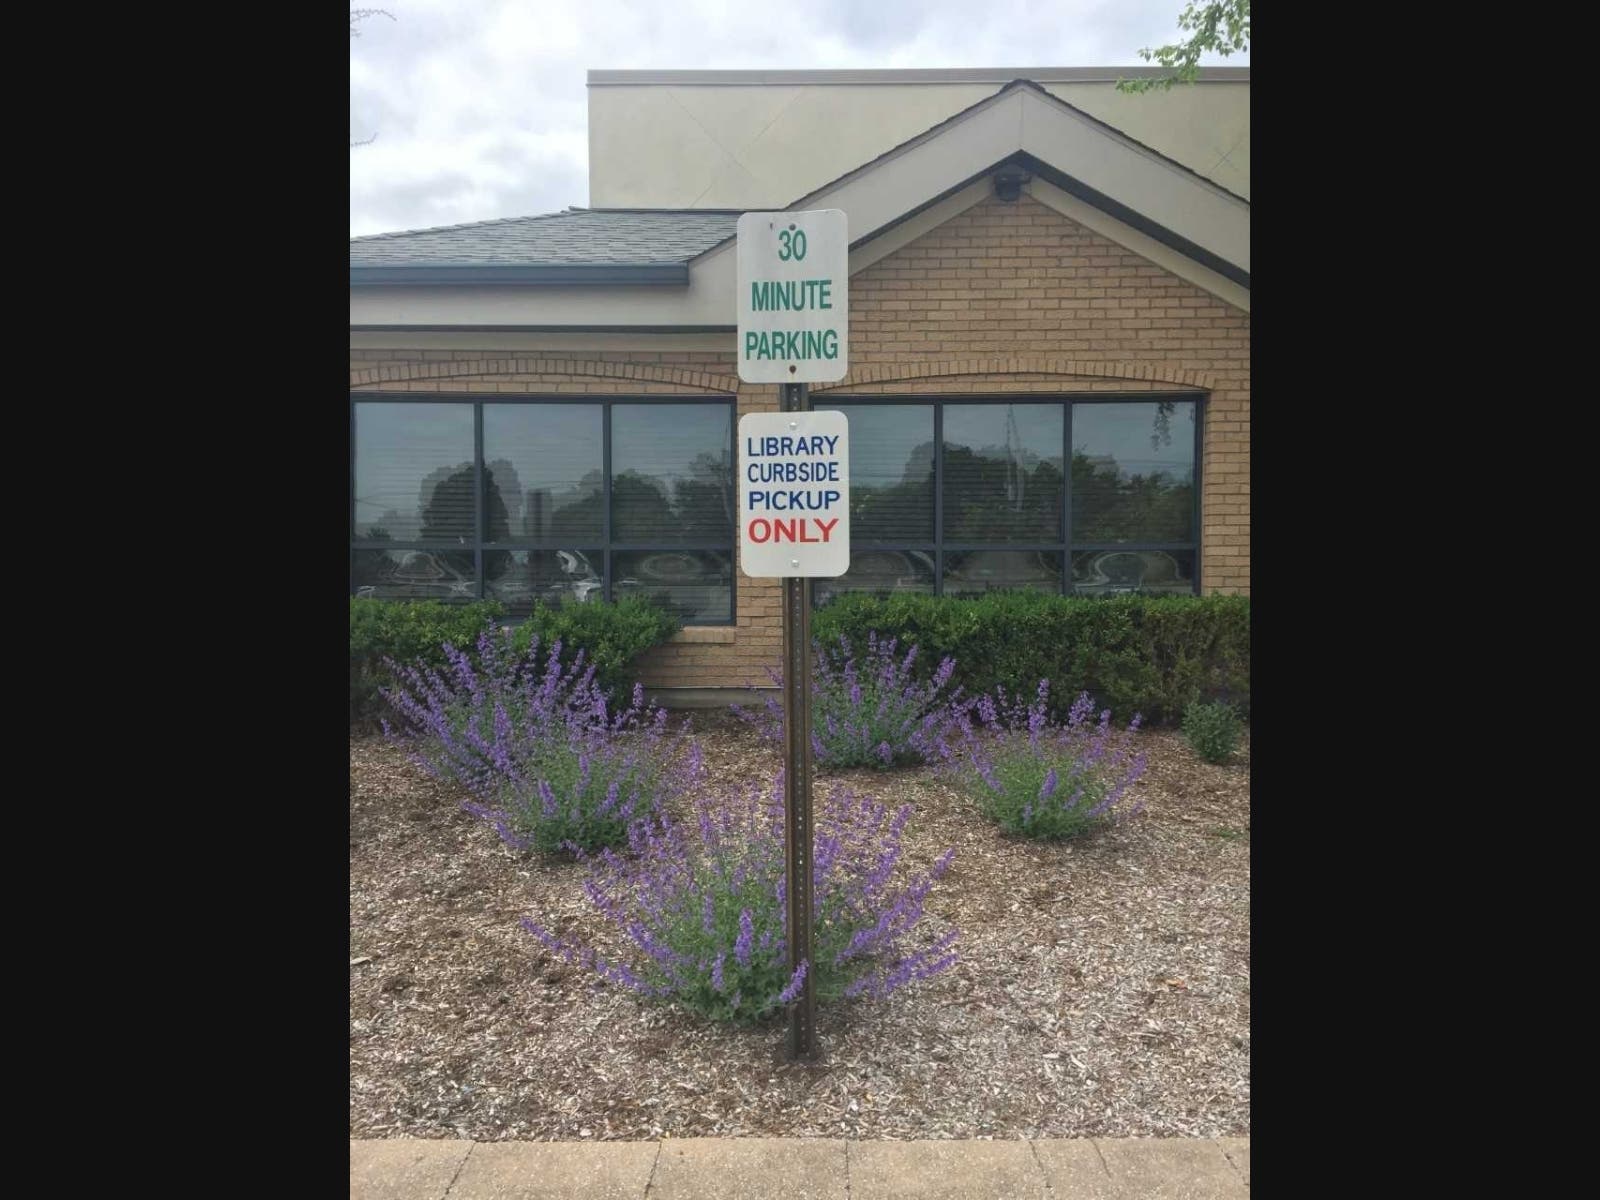 30
MINUTE
PARKING
LIBRARY
CURBSIDE
PICKUP
ONLY